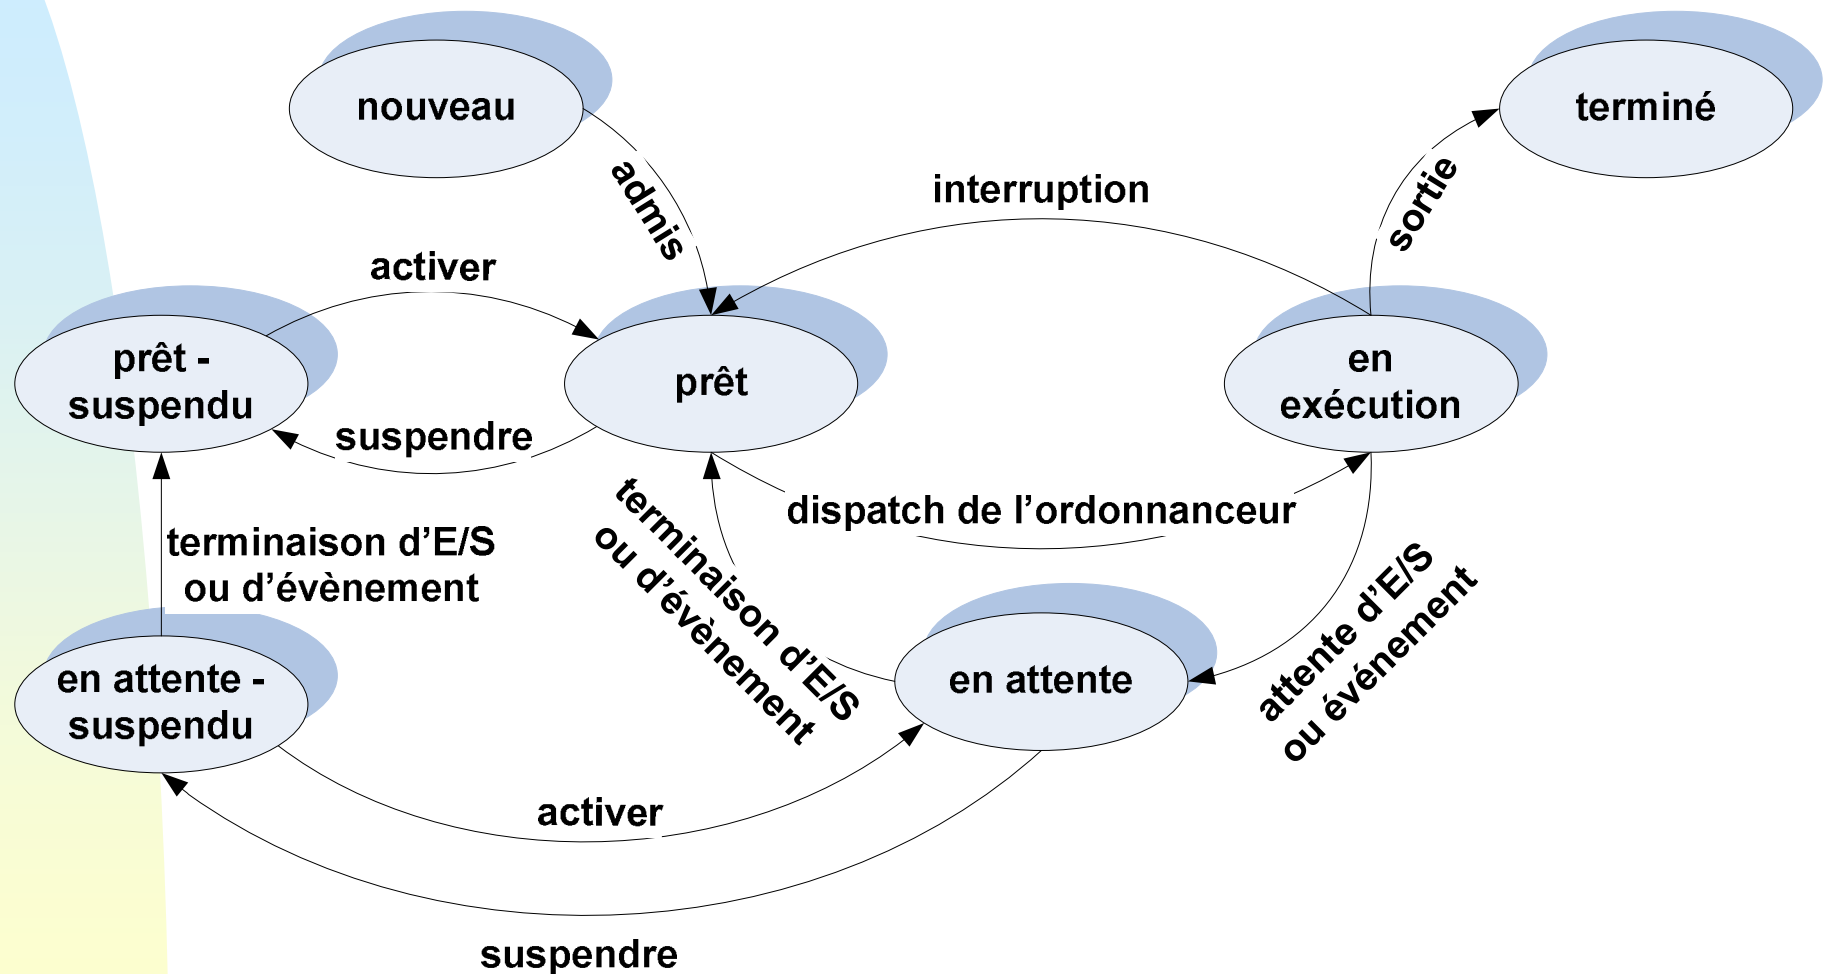 nouveau
terminé
admis
interruption
sortie
activer
prêt -
suspendu
prêt
en
exécution
suspendre
dispatch de l'ordonnanceur
terminaison d'E/S
ou d'évènement
terminaison d'E/S
ou d'évènement
attente d'E/S
ou événement
en attente -
suspendu
en attente
activer
suspendre